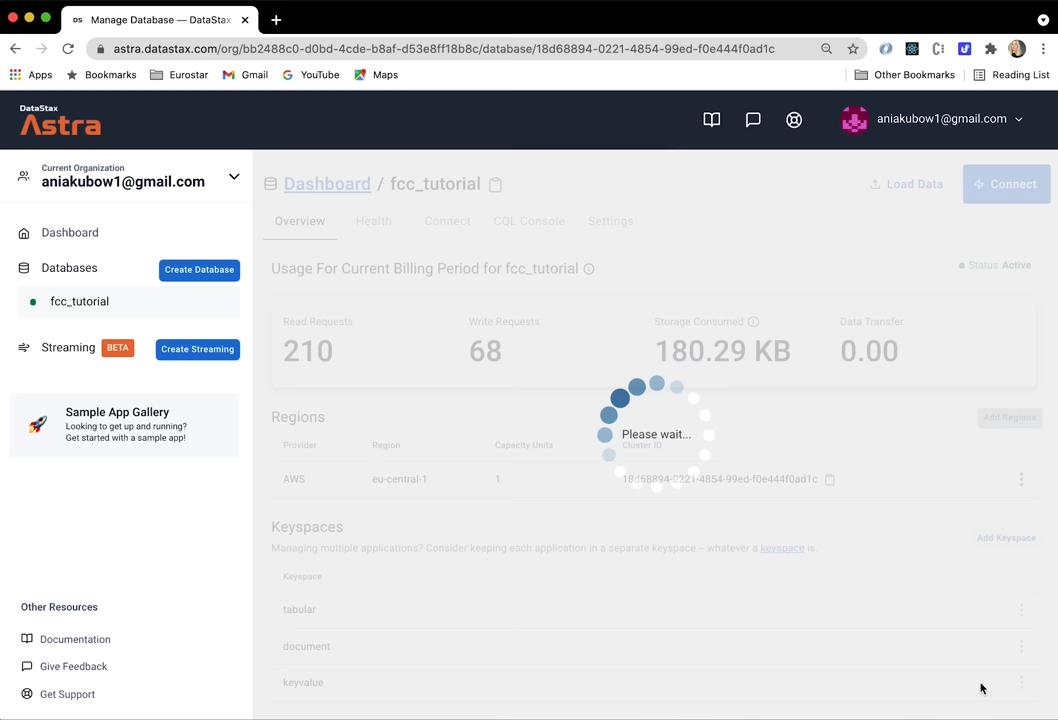 DS Manage Database — DataStax
astra.datastax.com/org/bb2488c0-d0bd-4cde-b8af-d53e8ff18b8c/database/18d68894-0221-4854-99ed-f0e444f0ad1c
Apps Bookmarks Eurostar Gmail YouTube Maps Other Bookmarks Reading List
DataStax
Astra
aniakubow1@gmail.com
Current Organization
aniakubow1@gmail.com
Dashboard
Databases Create Database
fcc_tutorial
Streaming BETA Create Streaming
Sample App Gallery
Looking to get up and running?
Get started with a sample app!
Other Resources
Documentation
Give Feedback
Get Support
Dashboard / fcc_tutorial Load Data Connect
Overview Health Connect CQL Console Settings
Usage For Current Billing Period for fcc_tutorial Status Active
Read Requests Write Requests Storage Consumed Data Transfer
210 68 180.29 KB 0.00
Regions Add Regions
Please wait...
Provider Region Capacity Units Cluster ID
AWS eu-central-1 1 18d68894-0221-4854-99ed-f0e444f0ad1c
Keyspaces
Add Keyspace
Managing multiple applications? Consider keeping each application in a separate keyspace – whatever a keyspace is.
Keyspace
tabular
document
keyvalue